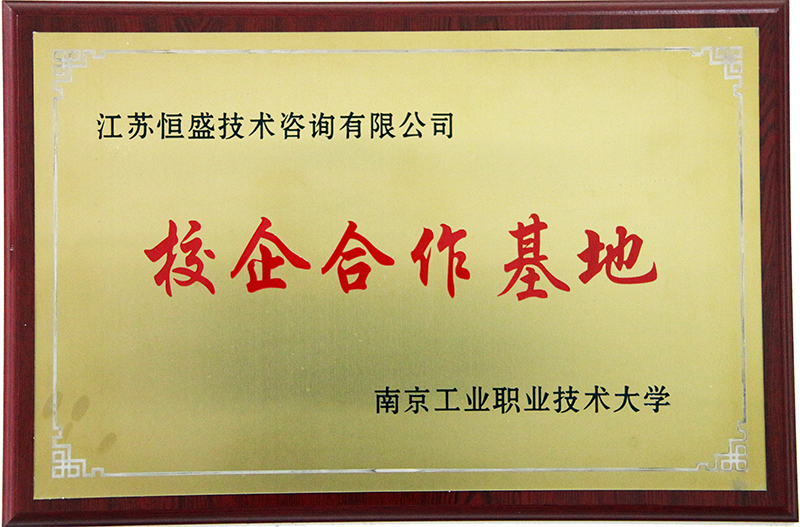 江苏恒盛技术咨询有限公司
校企合作基地
南京工业职业技术大学